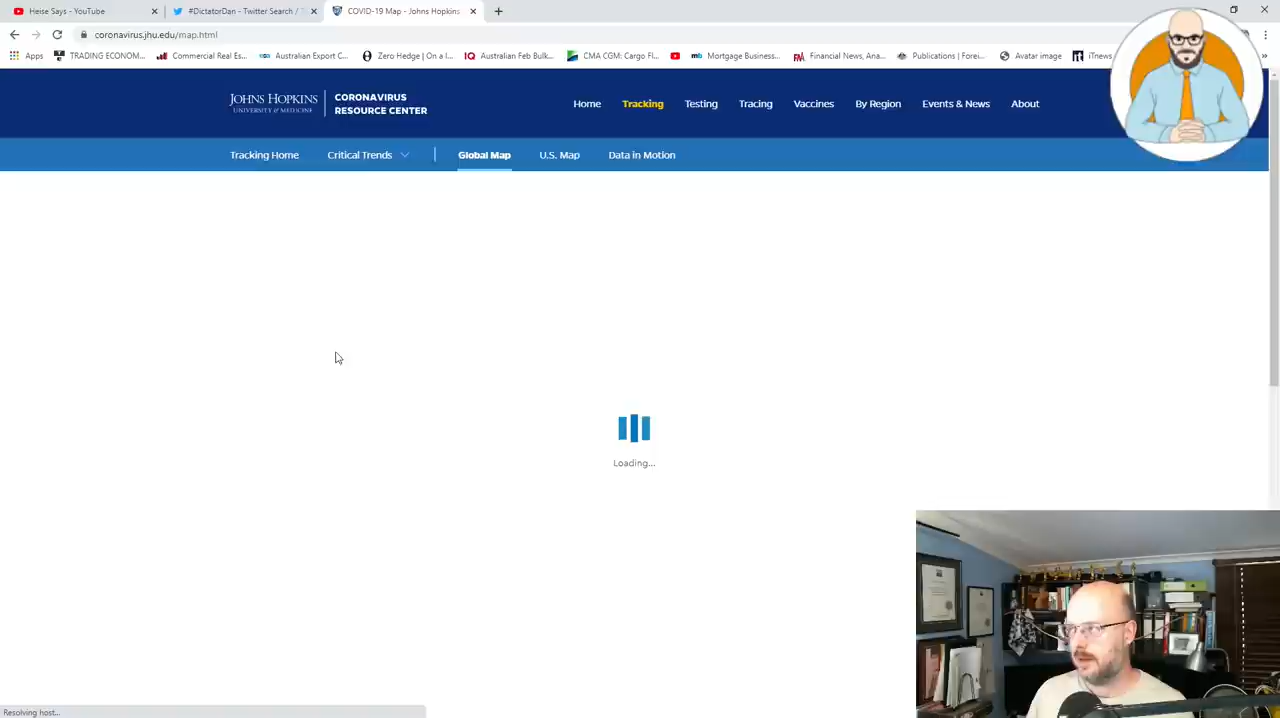 Heise Says - YouTube
#DictatorDan - Twitter Search / T
COVID-19 Map - Johns Hopkins
coronavirus.jhu.edu/map.html
Apps
TRADING ECONOM...
Commercial Real Es...
Australian Export C...
Zero Hedge | On a l...
Australian Feb Bulk...
CMA CGM: Cargo Fl...
Mortgage Business...
Financial News, Ana...
Publications | Forei...
Avatar image
iTnews
JOHNS HOPKINS
UNIVERSITY & MEDICINE
CORONAVIRUS
RESOURCE CENTER
Home
Tracking
Testing
Tracing
Vaccines
By Region
Events & News
About
Tracking Home
Critical Trends
Global Map
U.S. Map
Data in Motion
Loading...
Resolving host...